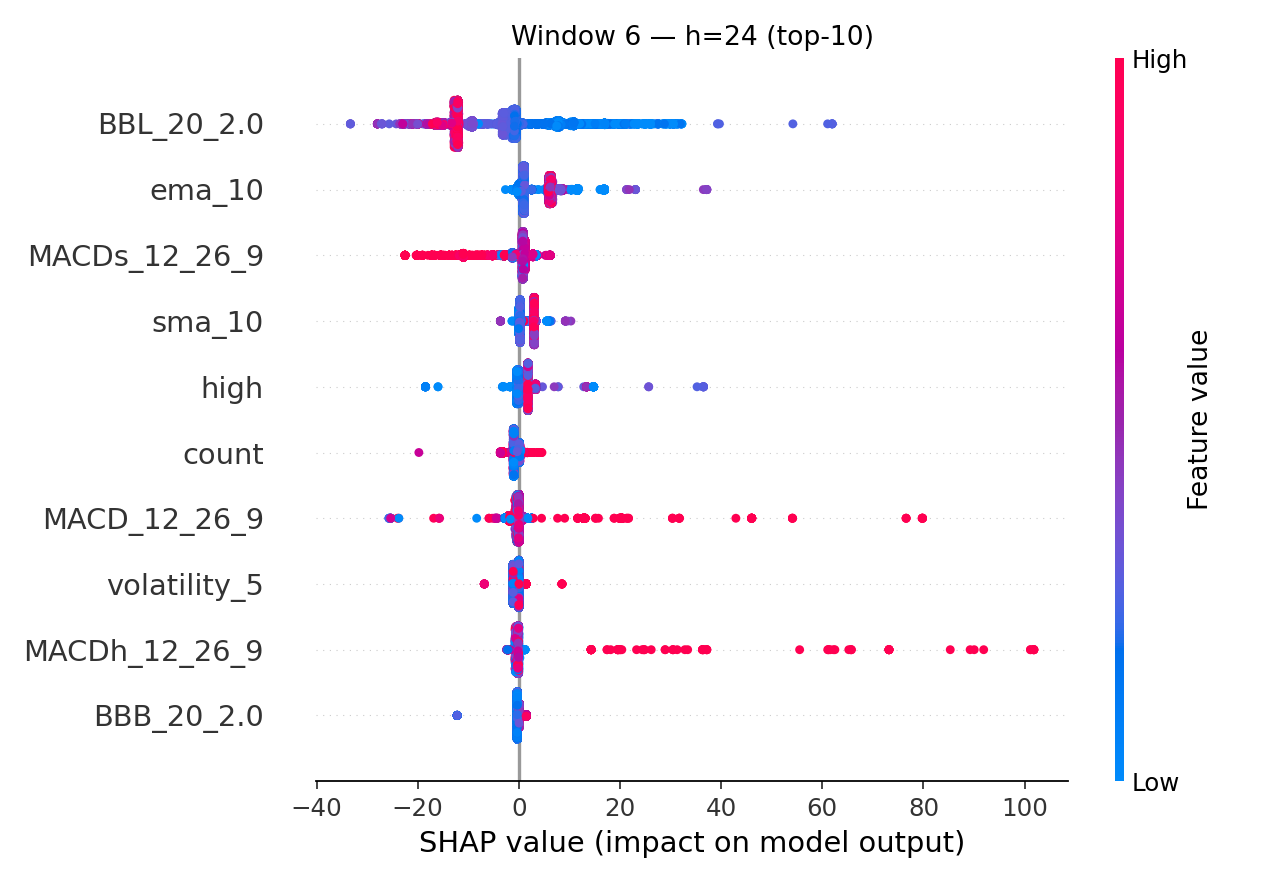 Window 6 — h=24 (top-10)
High
BBL_20_2.0
ema_10
MACDs_12_26_9
sma_10
high
count
MACD_12_26_9
volatility_5
MACDh_12_26_9
BBB_20_2.0
Feature value
Low
−40 −20 0 20 40 60 80 100
SHAP value (impact on model output)